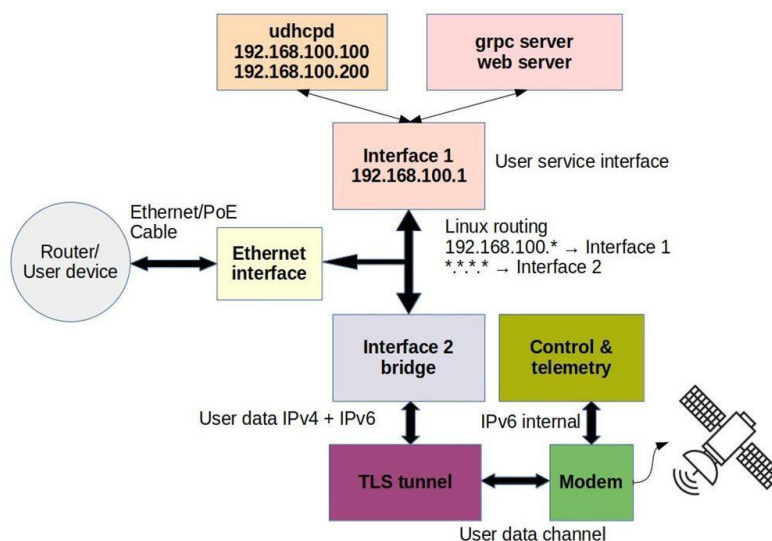 udhcpd
192.168.100.100
192.168.100.200
grpc server
web server
Interface 1
192.168.100.1
User service interface
Ethernet/PoE
Cable
Router/
User device
Ethernet
interface
Linux routing
192.168.100.* → Interface 1
*.*.*.* → Interface 2
Interface 2
bridge
Control &
telemetry
User data IPv4 + IPv6
IPv6 internal
TLS tunnel
Modem
User data channel